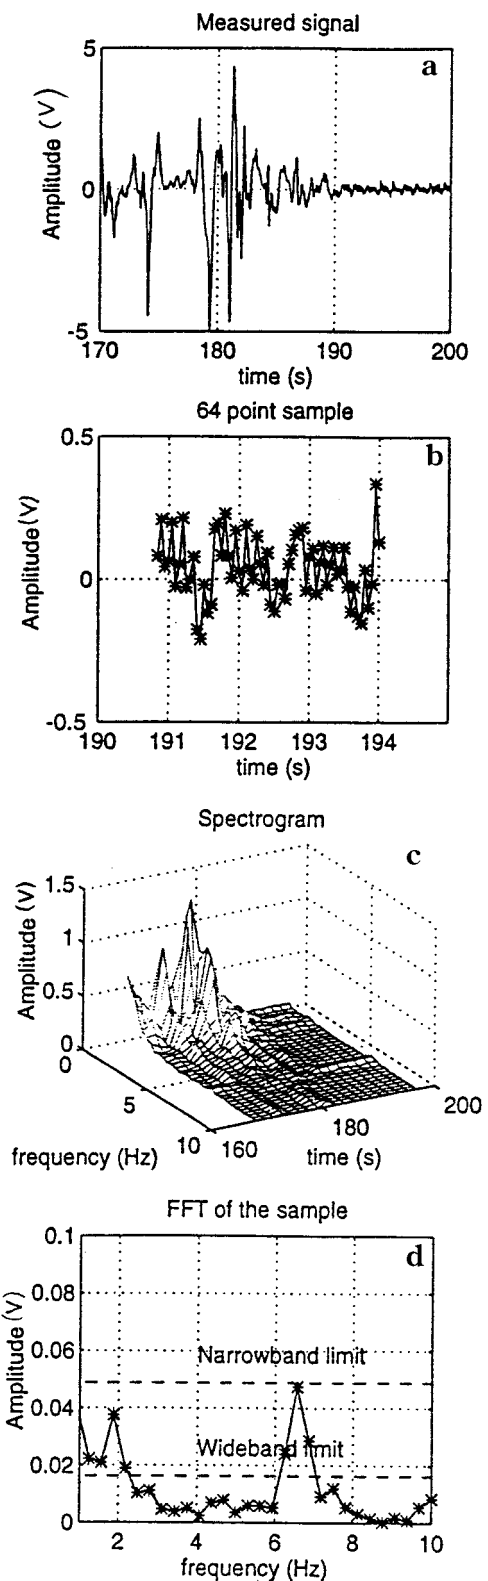 Measured signal
a
5
0
-5
Amplitude (V)
170 180 190 200
time (s)
64 point sample
b
0.5
0
-0.5
Amplitude(V)
190 191 192 193 194
time (s)
Spectrogram
c
1.5
1
0.5
0
Amplitude (V)
0
5
10
160
180
200
frequency (Hz)
time (s)
FFT of the sample
d
0.1
0.08
0.06
0.04
0.02
0
Amplitude (V)
Narrowband limit
Wideband limit
2 4 6 8 10
frequency (Hz)